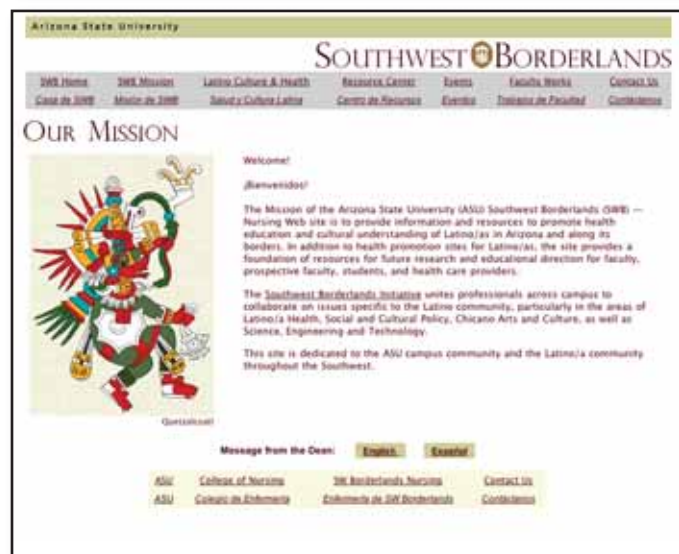 Arizona State University
SOUTHWEST BORDERLANDS
SWB Home SWB Mission Latino Culture & Health Resource Center Events Faculty Works Contact Us
Casa de SWB Misión de SWB Salud y Cultura Latina Centro de Recursos Eventos Trabajos de Facultad Contáctenos
OUR MISSION
Welcome!
¡Bienvenidos!
The Mission of the Arizona State University (ASU) Southwest Borderlands (SWB) —
Nursing Web site is to provide information and resources to promote health
education and cultural understanding of Latino/as in Arizona and along its
borders. In addition to health promotion sites for Latino/as, the site provides a
foundation of resources for future research and educational direction for faculty,
prospective faculty, students, and health care providers.
The Southwest Borderlands Initiative unites professionals across campus to
collaborate on issues specific to the Latino community, particularly in the areas of
Latino/a Health, Social and Cultural Policy, Chicano Arts and Culture, as well as
Science, Engineering and Technology.
This site is dedicated to the ASU campus community and the Latino/a community
throughout the Southwest.
Quetzalcoatl
Message from the Dean: English Español
ASU College of Nursing SW Borderlands Nursing Contact Us
ASU Colegio de Enfermería Enfermería de SW Borderlands Contáctenos